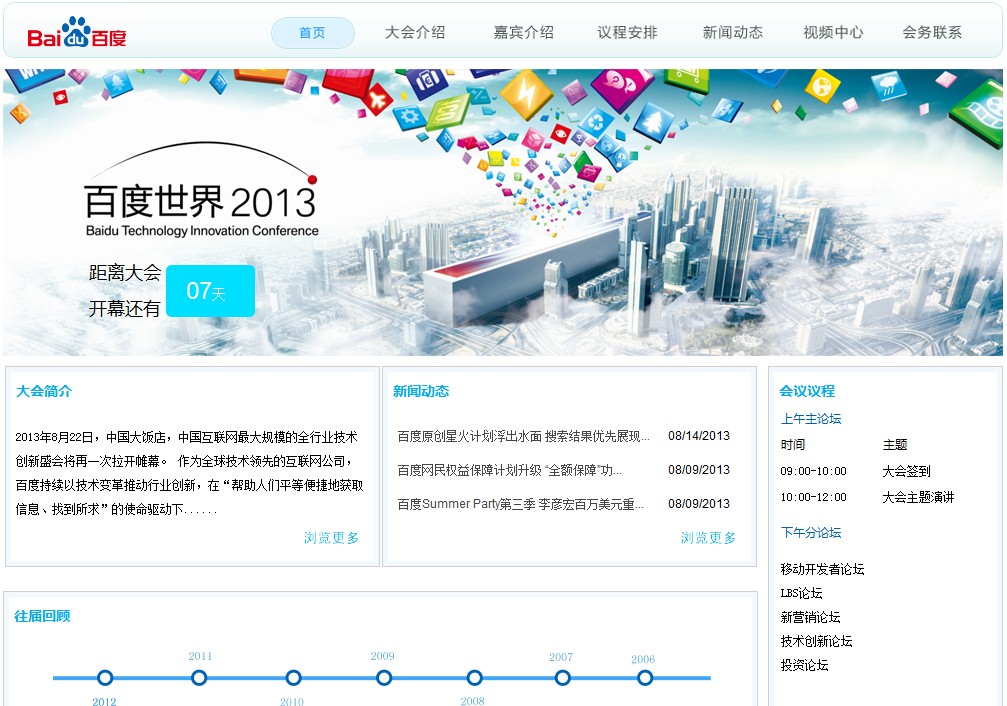 Bai du 百度
首页 大会介绍 嘉宾介绍 议程安排 新闻动态 视频中心 会务联系
百度世界2013
Baidu Technology Innovation Conference
距离大会
开幕还有
07天
大会简介
2013年8月22日，中国大饭店，中国互联网最大规模的全行业技术
创新盛会将再一次拉开帷幕。 作为全球技术领先的互联网公司，
百度持续以技术变革推动行业创新，在“帮助人们平等便捷地获取
信息、找到所求”的使命驱动下......
浏览更多
新闻动态
百度原创星火计划浮出水面 搜索结果优先展现... 08/14/2013
百度网民权益保障计划升级 “全额保障”功... 08/09/2013
百度Summer Party第三季 李彦宏百万美元重... 08/09/2013
浏览更多
会议议程
上午主论坛
时间 主题
09:00-10:00 大会签到
10:00-12:00 大会主题演讲
下午分论坛
移动开发者论坛
LBS论坛
新营销论坛
技术创新论坛
投资论坛
往届回顾
2011 2009 2007 2006
2012 2010 2008